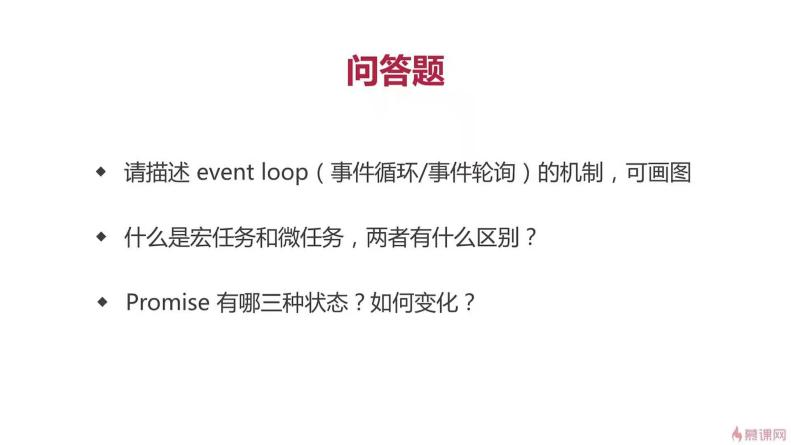 问答题
◆ 请描述 event loop（事件循环/事件轮询）的机制，可画图
◆ 什么是宏任务和微任务，两者有什么区别？
◆ Promise 有哪三种状态？如何变化？
慕课网